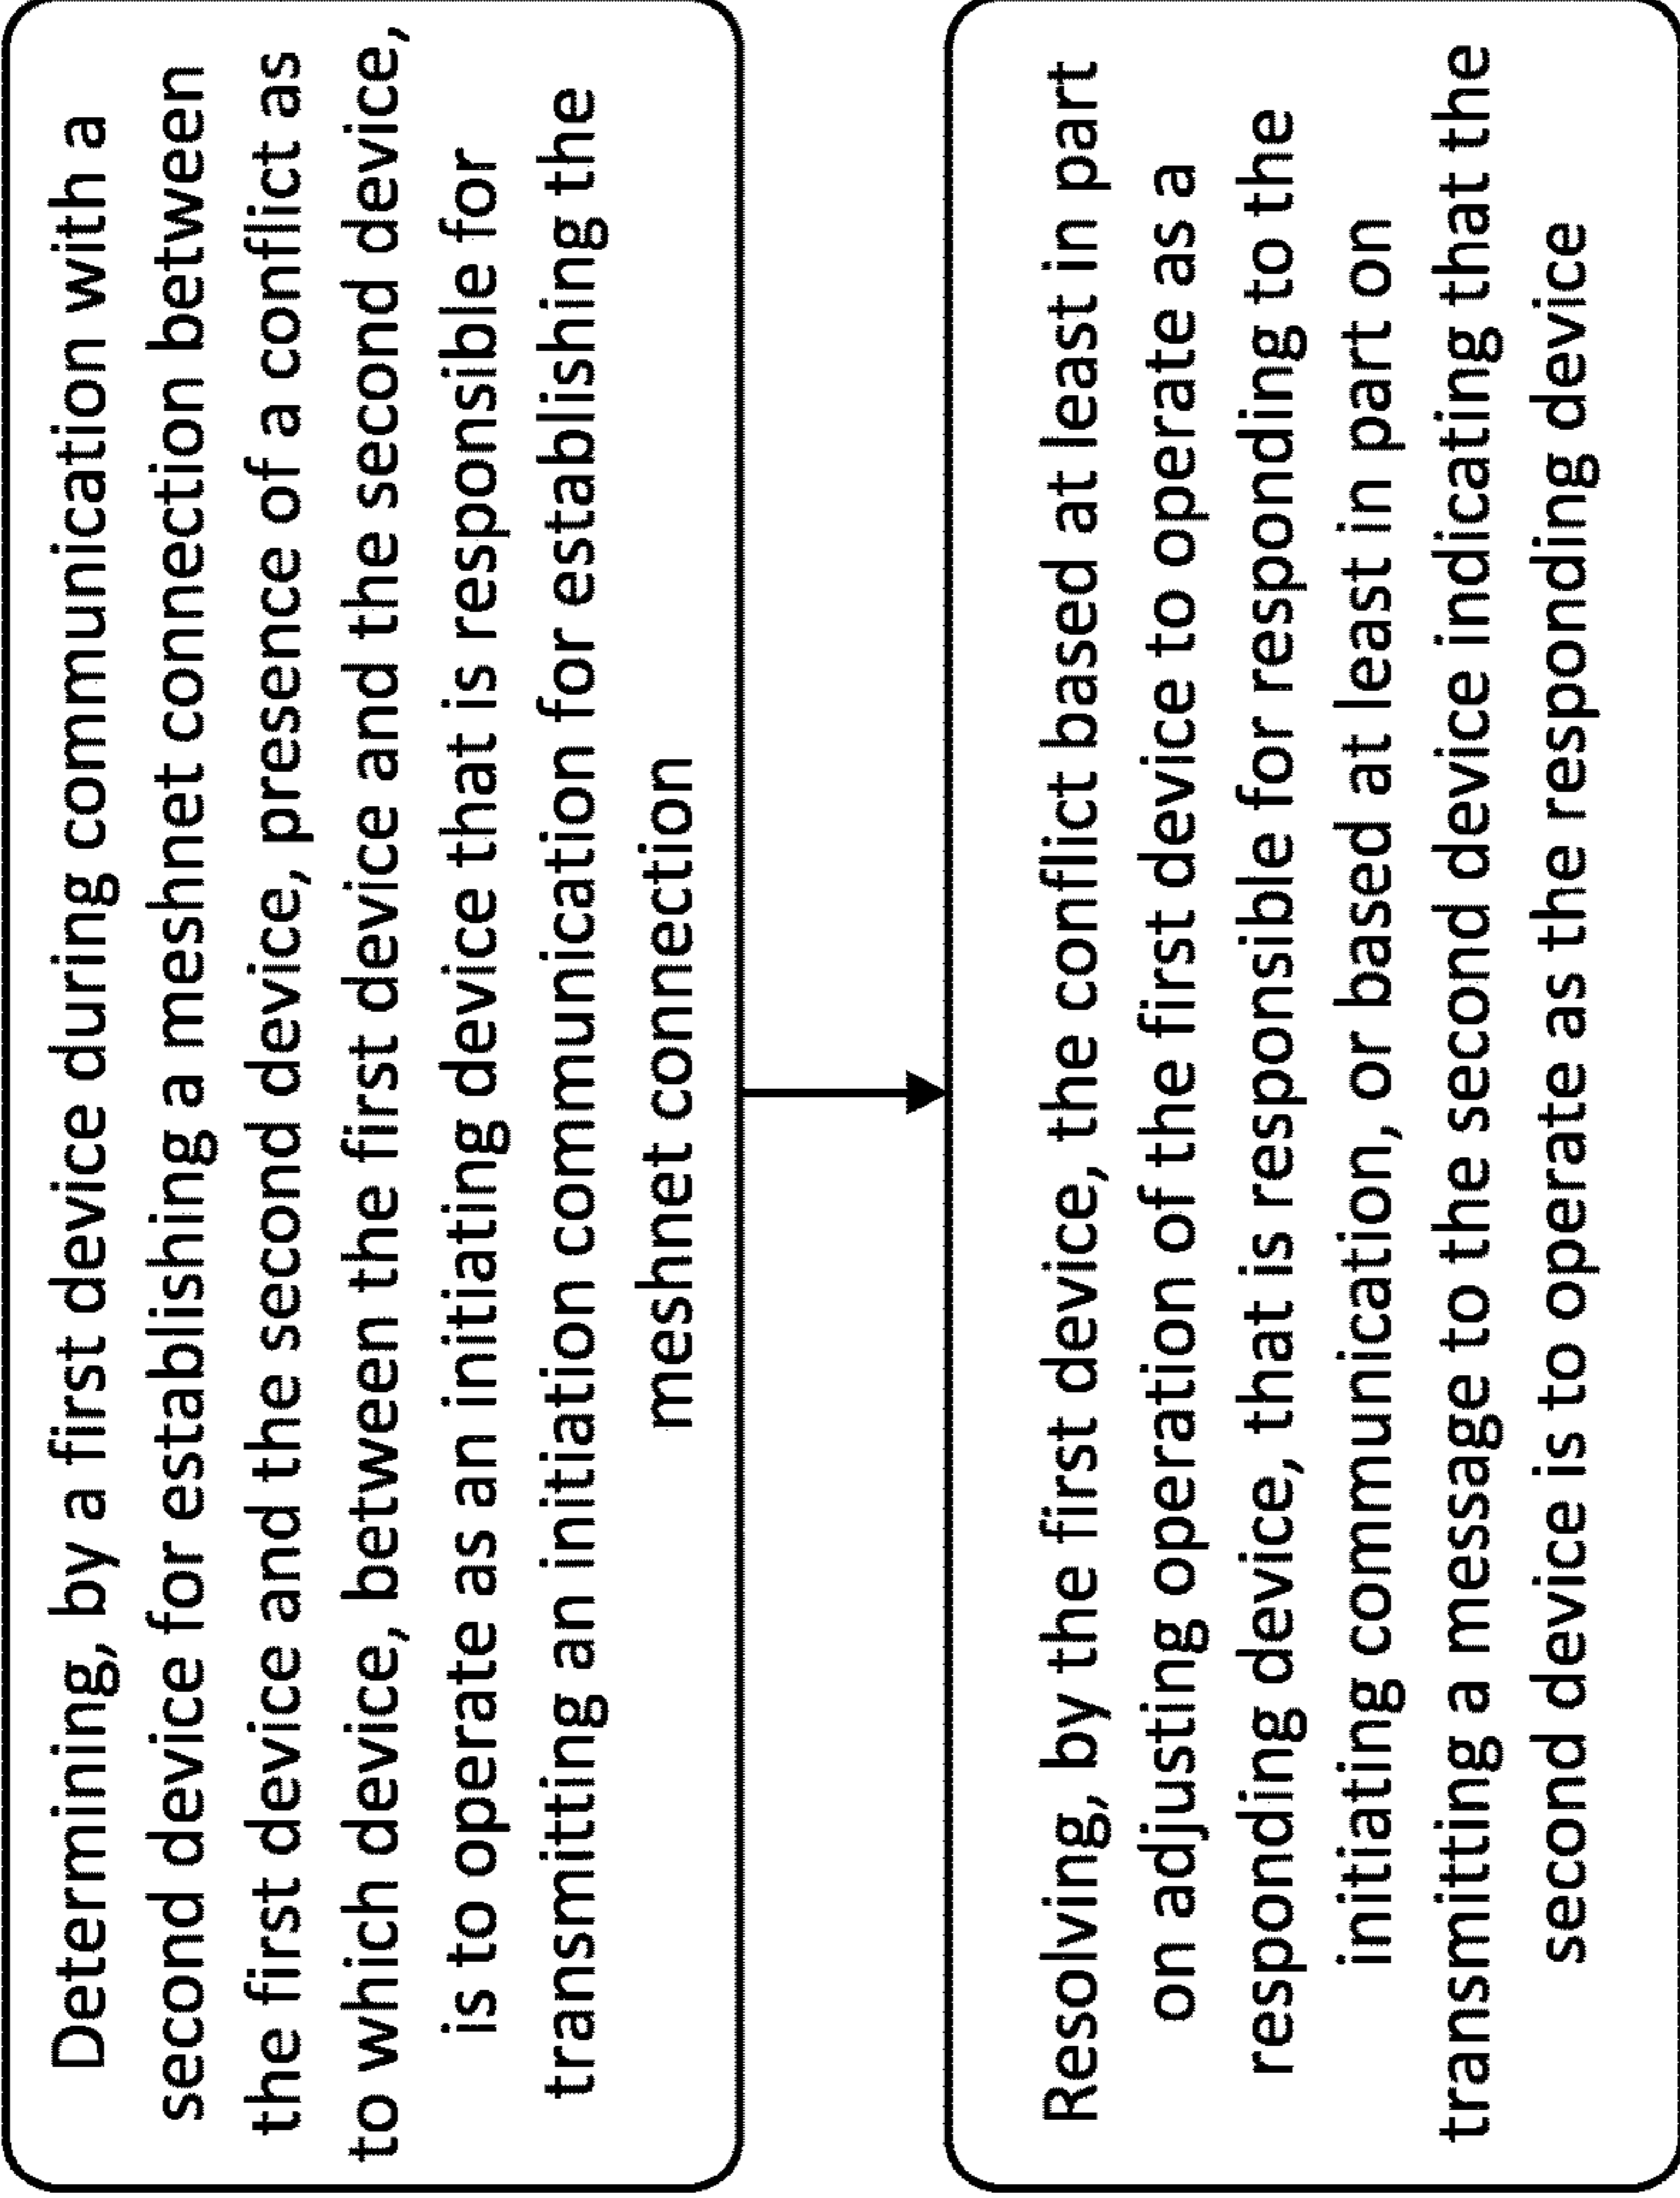 Determining, by a first device during communication with a
second device for establishing a meshnet connection between
the first device and the second device, presence of a conflict as
to which device, between the first device and the second device,
is to operate as an initiating device that is responsible for
transmitting an initiation communication for establishing the
meshnet connection
Resolving, by the first device, the conflict based at least in part
on adjusting operation of the first device to operate as a
responding device, that is responsible for responding to the
initiating communication, or based at least in part on
transmitting a message to the second device indicating that the
second device is to operate as the responding device